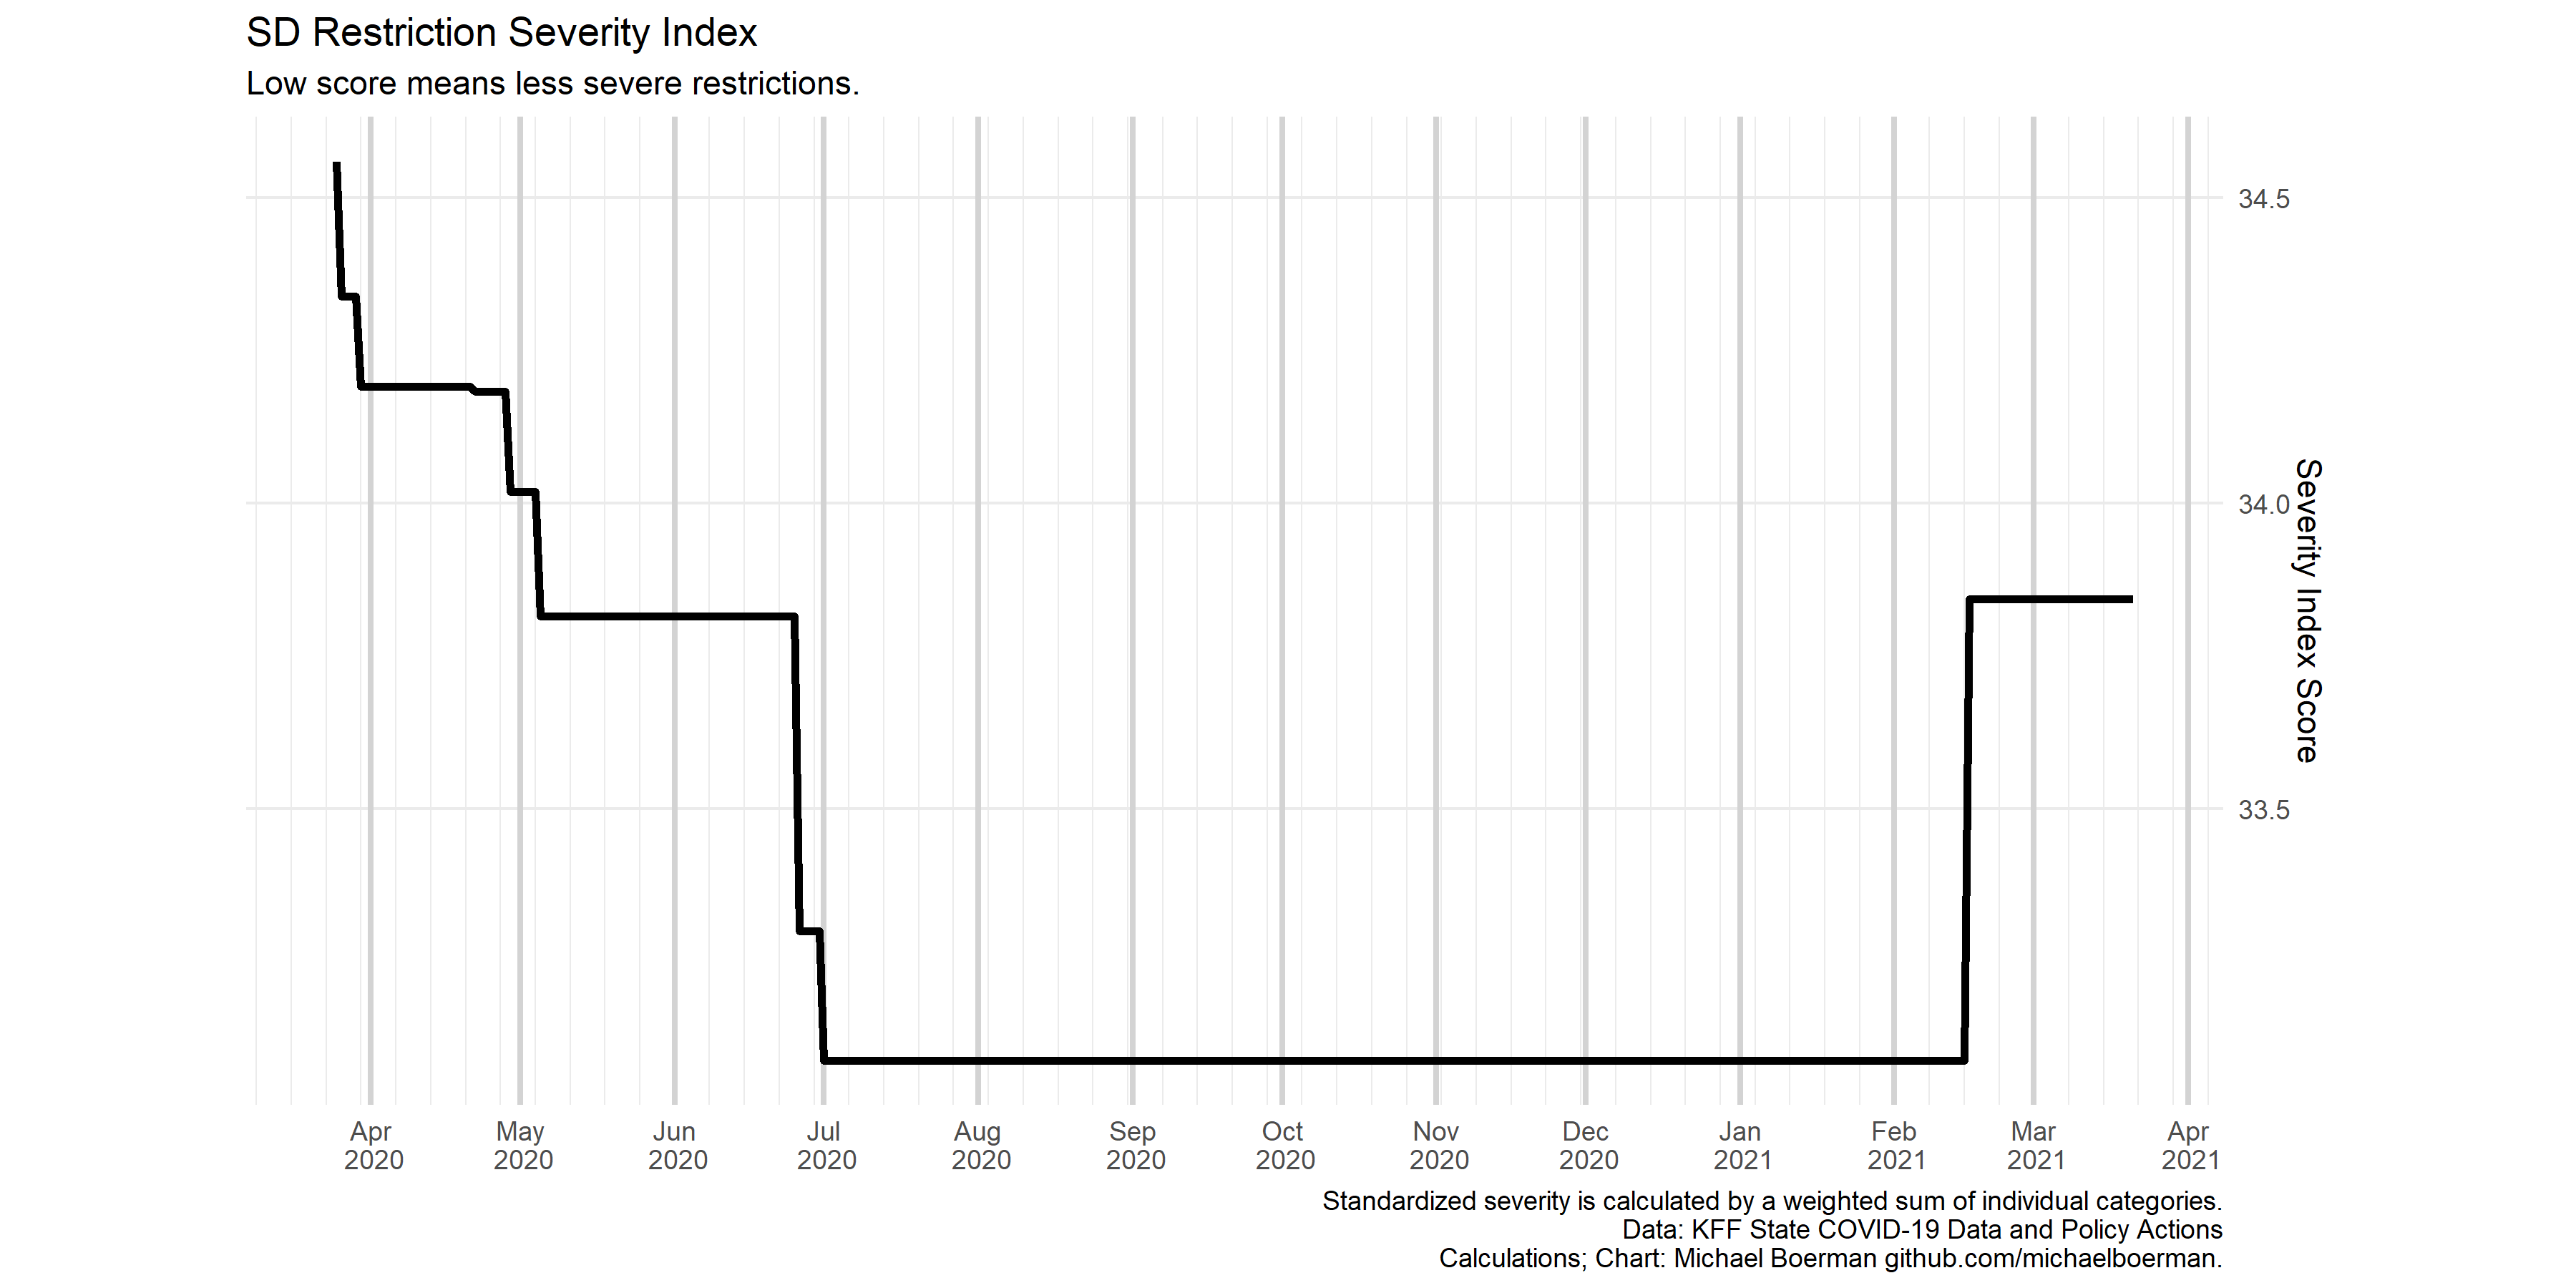 SD Restriction Severity Index
Low score means less severe restrictions.
34.5
34.0
33.5
Severity Index Score
Apr May Jun Jul Aug Sep Oct Nov Dec Jan Feb Mar Apr
2020 2020 2020 2020 2020 2020 2020 2020 2020 2021 2021 2021 2021
Standardized severity is calculated by a weighted sum of individual categories.
Data: KFF State COVID-19 Data and Policy Actions
Calculations; Chart: Michael Boerman github.com/michaelboerman.